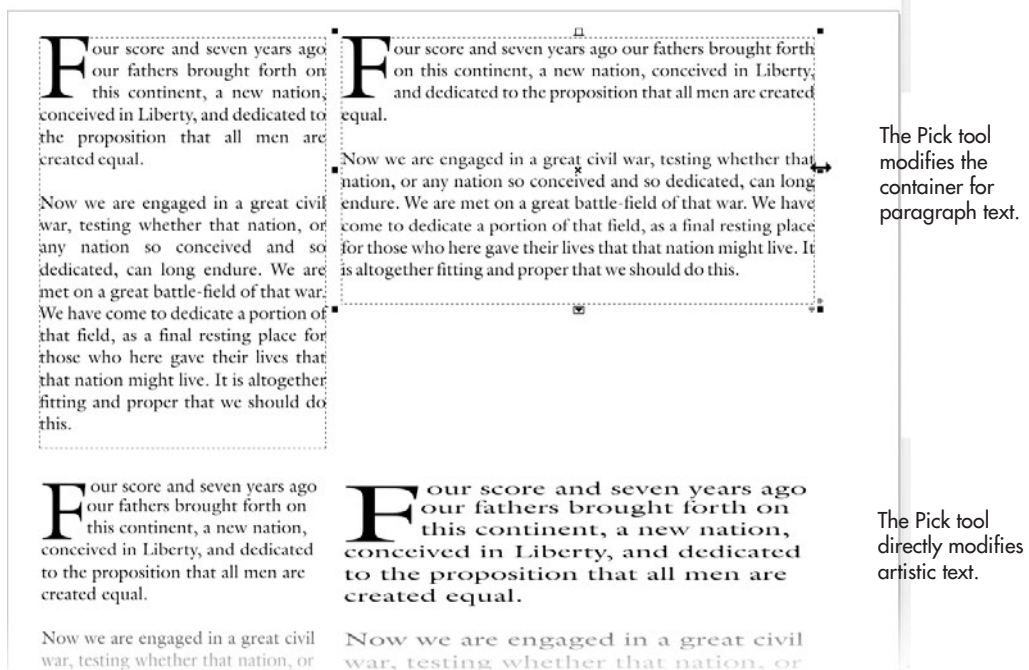 Four score and seven years ago
our fathers brought forth on
this continent, a new nation,
conceived in Liberty, and dedicated to
the proposition that all men are
created equal.
Now we are engaged in a great civil
war, testing whether that nation, or
any nation so conceived and so
dedicated, can long endure. We are
met on a great battle-field of that war.
We have come to dedicate a portion of
that field, as a final resting place for
those who here gave their lives that
that nation might live. It is altogether
fitting and proper that we should do
this.
Four score and seven years ago our fathers brought forth
on this continent, a new nation, conceived in Liberty,
and dedicated to the proposition that all men are created
equal.
Now we are engaged in a great civil war, testing whether that
nation, or any nation so conceived and so dedicated, can long
endure. We are met on a great battle-field of that war. We have
come to dedicate a portion of that field, as a final resting place
for those who here gave their lives that that nation might live. It
is altogether fitting and proper that we should do this.
The Pick tool
modifies the
container for
paragraph text.
Four score and seven years ago
our fathers brought forth on
this continent, a new nation,
conceived in Liberty, and dedicated
to the proposition that all men are
created equal.
Now we are engaged in a great civil
war, testing whether that nation, or
Four score and seven years ago
our fathers brought forth on
this continent, a new nation,
conceived in Liberty, and dedicated
to the proposition that all men are
created equal.
Now we are engaged in a great civil
war, testing whether that nation, or
The Pick tool
directly modifies
artistic text.